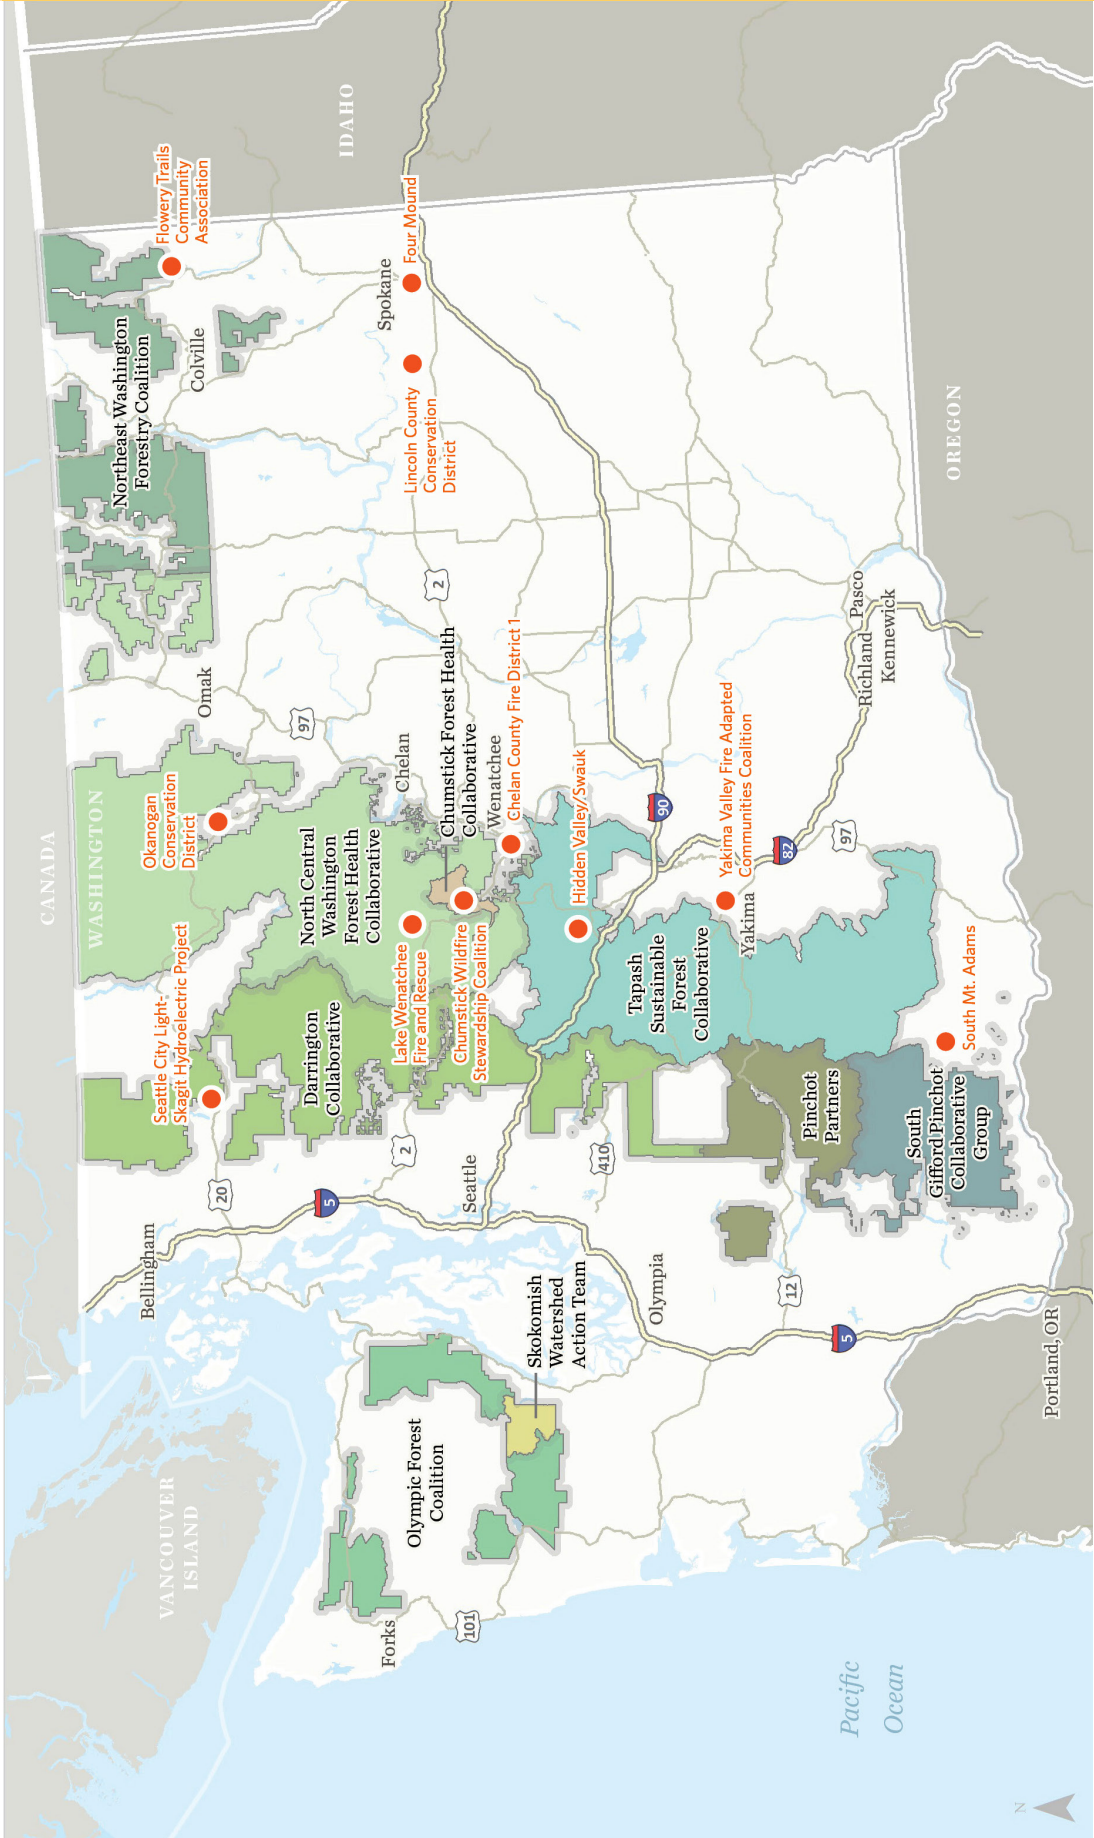 CANADA
WASHINGTON
IDAHO
OREGON
VANCOUVER
ISLAND
Pacific
Ocean
N
Bellingham
20
5
Seattle City Light-
Skagit Hydroelectric Project
Okanogan
Conservation
District
Omak
97
Northeast Washington
Forestry Coalition
Colville
Flowery Trails
Community
Association
Forks
101
Olympic Forest
Coalition
Skokomish
Watershed
Action Team
Darrington
Collaborative
North Central
Washington
Forest Health
Collaborative
Chelan
Lake Wenatchee
Fire and Rescue
Chumstick Wildfire
Stewardship Coalition
Chumstick Forest Health
Collaborative
Wenatchee
Chelan County Fire District 1
2
2
Lincoln County
Conservation
District
Spokane
Four Mound
Seattle
410
Hidden Valley/Swauk
90
Olympia
Tapash
Sustainable
Forest
Collaborative
Yakima
Yakima Valley Fire Adapted
Communities Coalition
82
97
12
5
Pinchot
Partners
South
Gifford Pinchot
Collaborative
Group
South Mt. Adams
Richland
Pasco
Kennewick
Portland, OR